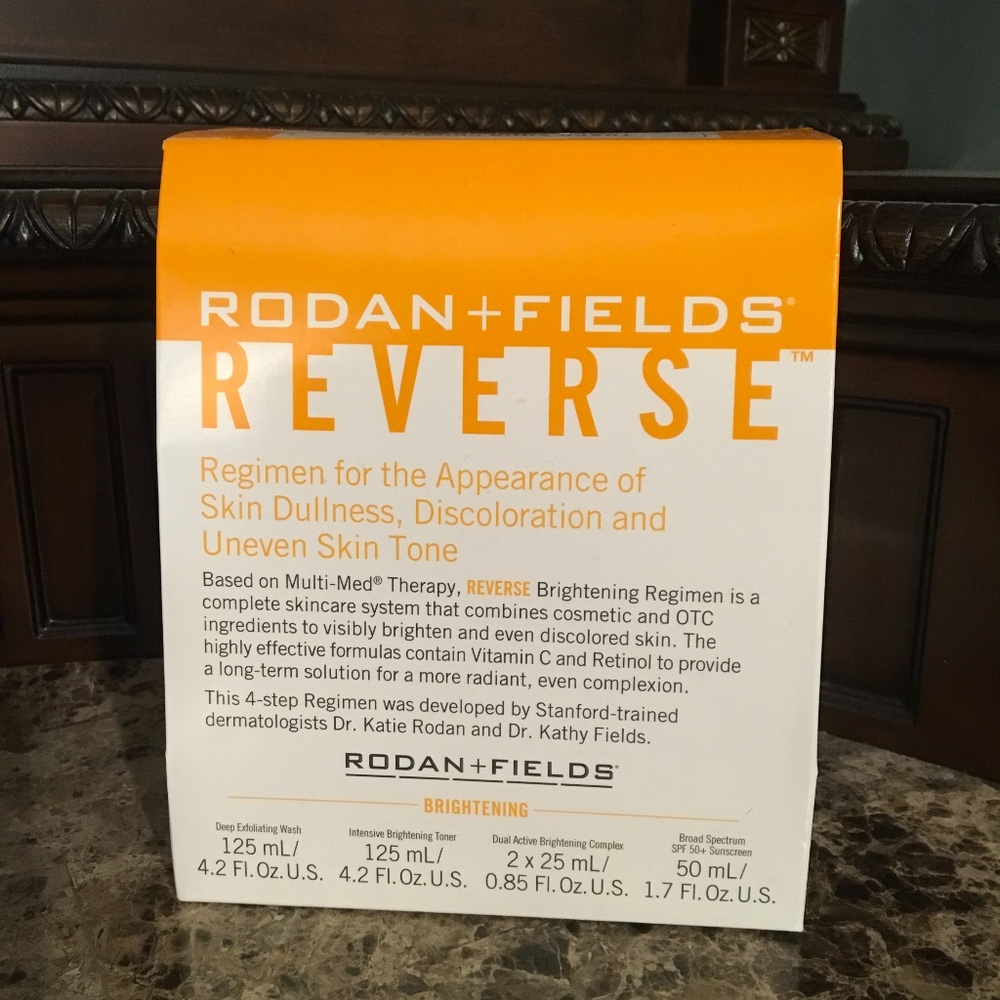 RODAN+FIELDS®
REVERSE™
Regimen for the Appearance of
Skin Dullness, Discoloration and
Uneven Skin Tone
Based on Multi-Med® Therapy, REVERSE Brightening Regimen is a
complete skincare system that combines cosmetic and OTC
ingredients to visibly brighten and even discolored skin. The
highly effective formulas contain Vitamin C and Retinol to provide
a long-term solution for a more radiant, even complexion.
This 4-step Regimen was developed by Stanford-trained
dermatologists Dr. Katie Rodan and Dr. Kathy Fields.
RODAN+FIELDS®
BRIGHTENING
Deep Exfoliating Wash
125 mL/
4.2 Fl. Oz. U.S.
Intensive Brightening Toner
125 mL/
4.2 Fl. Oz. U.S.
Dual Active Brightening Complex
2 x 25 mL/
0.85 Fl. Oz. U.S.
Broad Spectrum
SPF 50+ Sunscreen
50 mL/
1.7 Fl. Oz. U.S.